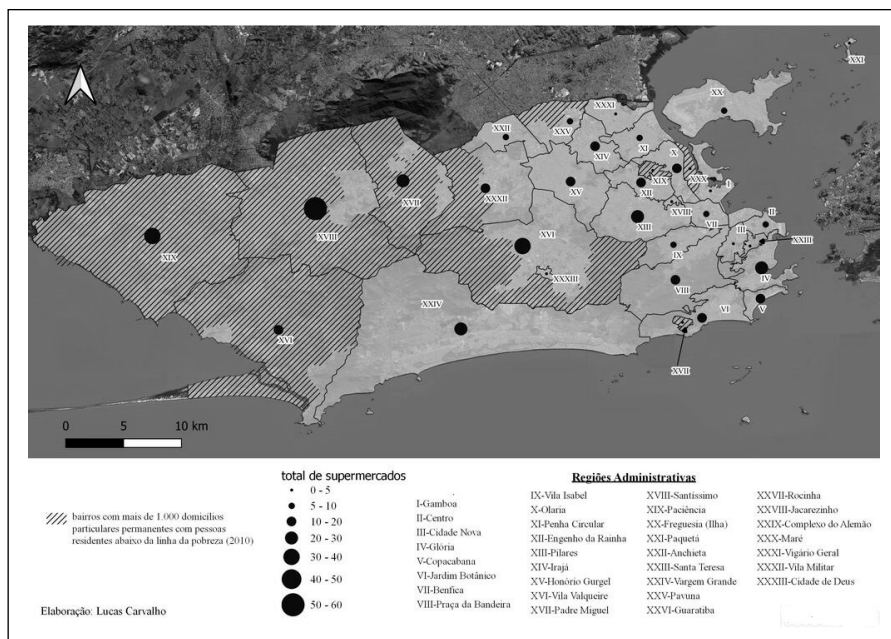 XXI
XX
XXXI
XXV
XXII
XI
XIV
X
XIX
XXX
I
XII
XVII
XXXII
XV
XVIII
XVIII
XIII
VII
II
III
XXIII
XIX
XVI
IX
IV
XXXIII
VIII
V
XVI
XXIV
VI
XVII
0 5 10 km
total de supermercados
0 - 5
5 - 10
10 - 20
20 - 30
30 - 40
40 - 50
50 - 60
bairros com mais de 1.000 domicílios
particulares permanentes com pessoas
residentes abaixo da linha da pobreza (2010)
Elaboração: Lucas Carvalho
Regiões Administrativas
I-Gamboa
II-Centro
III-Cidade Nova
IV-Glória
V-Copacabana
VI-Jardim Botânico
VII-Benfica
VIII-Praça da Bandeira
IX-Vila Isabel
X-Olaria
XI-Penha Circular
XII-Engenho da Rainha
XIII-Pilares
XIV-Irajá
XV-Honório Gurgel
XVI-Vila Valqueire
XVII-Padre Miguel
XVIII-Santíssimo
XIX-Paciência
XX-Freguesia (Ilha)
XXI-Paquetá
XXII-Anchieta
XXIII-Santa Teresa
XXIV-Vargem Grande
XXV-Pavuna
XXVI-Guaratiba
XXVII-Rocinha
XXVIII-Jacarezinho
XXIX-Complexo do Alemão
XXX-Maré
XXXI-Vigário Geral
XXXII-Vila Militar
XXXIII-Cidade de Deus